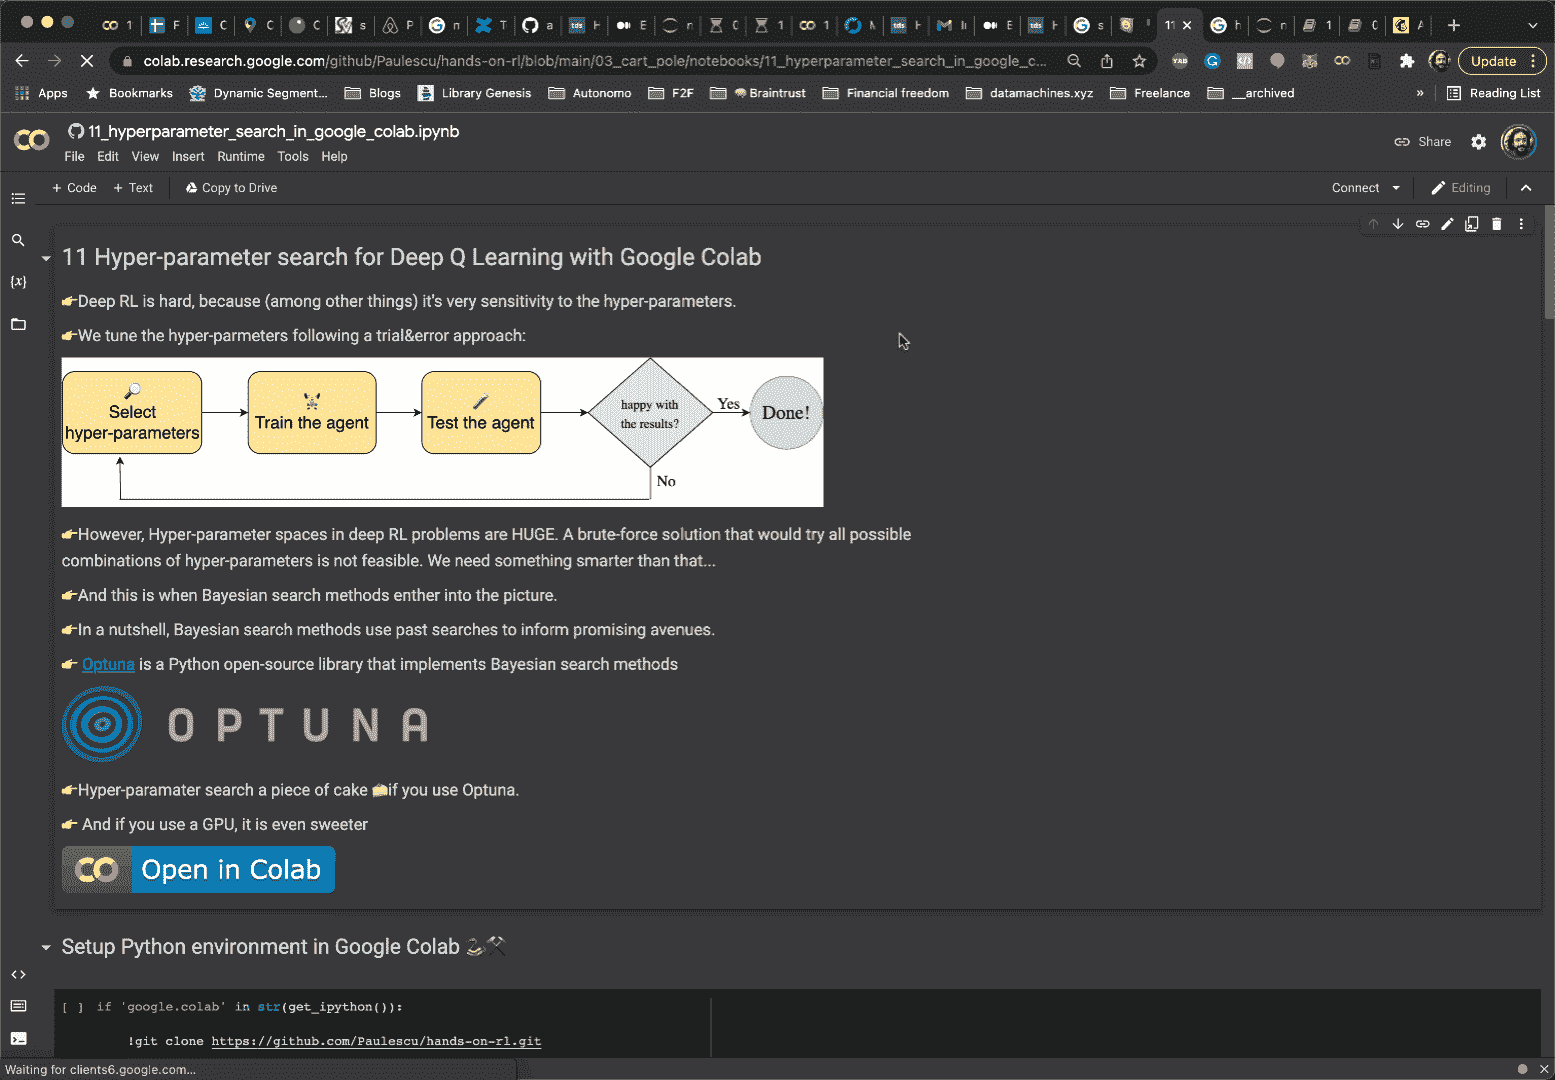 colab.research.google.com/github/Paulescu/hands-on-rl/blob/main/03_cart_pole/notebooks/11_hyperparameter_search_in_google_c...
Update
Apps
Bookmarks
Dynamic Segment...
Blogs
Library Genesis
Autonomo
F2F
Braintrust
Financial freedom
datamachines.xyz
Freelance
__archived
»
Reading List
11_hyperparameter_search_in_google_colab.ipynb
File Edit View Insert Runtime Tools Help
Share
+ Code + Text
Copy to Drive
Connect
Editing
11 Hyper-parameter search for Deep Q Learning with Google Colab
Deep RL is hard, because (among other things) it's very sensitivity to the hyper-parameters.
We tune the hyper-parmeters following a trial&error approach:
Select
hyper-parameters
Train the agent
Test the agent
happy with
the results?
Yes
Done!
No
However, Hyper-parameter spaces in deep RL problems are HUGE. A brute-force solution that would try all possible
combinations of hyper-parameters is not feasible. We need something smarter than that...
And this is when Bayesian search methods enther into the picture.
In a nutshell, Bayesian search methods use past searches to inform promising avenues.
Optuna is a Python open-source library that implements Bayesian search methods
OPTUNA
Hyper-paramater search a piece of cake if you use Optuna.
And if you use a GPU, it is even sweeter
Open in Colab
Setup Python environment in Google Colab
[ ] if 'google.colab' in str(get_ipython()):
!git clone https://github.com/Paulescu/hands-on-rl.git
Waiting for clients6.google.com...